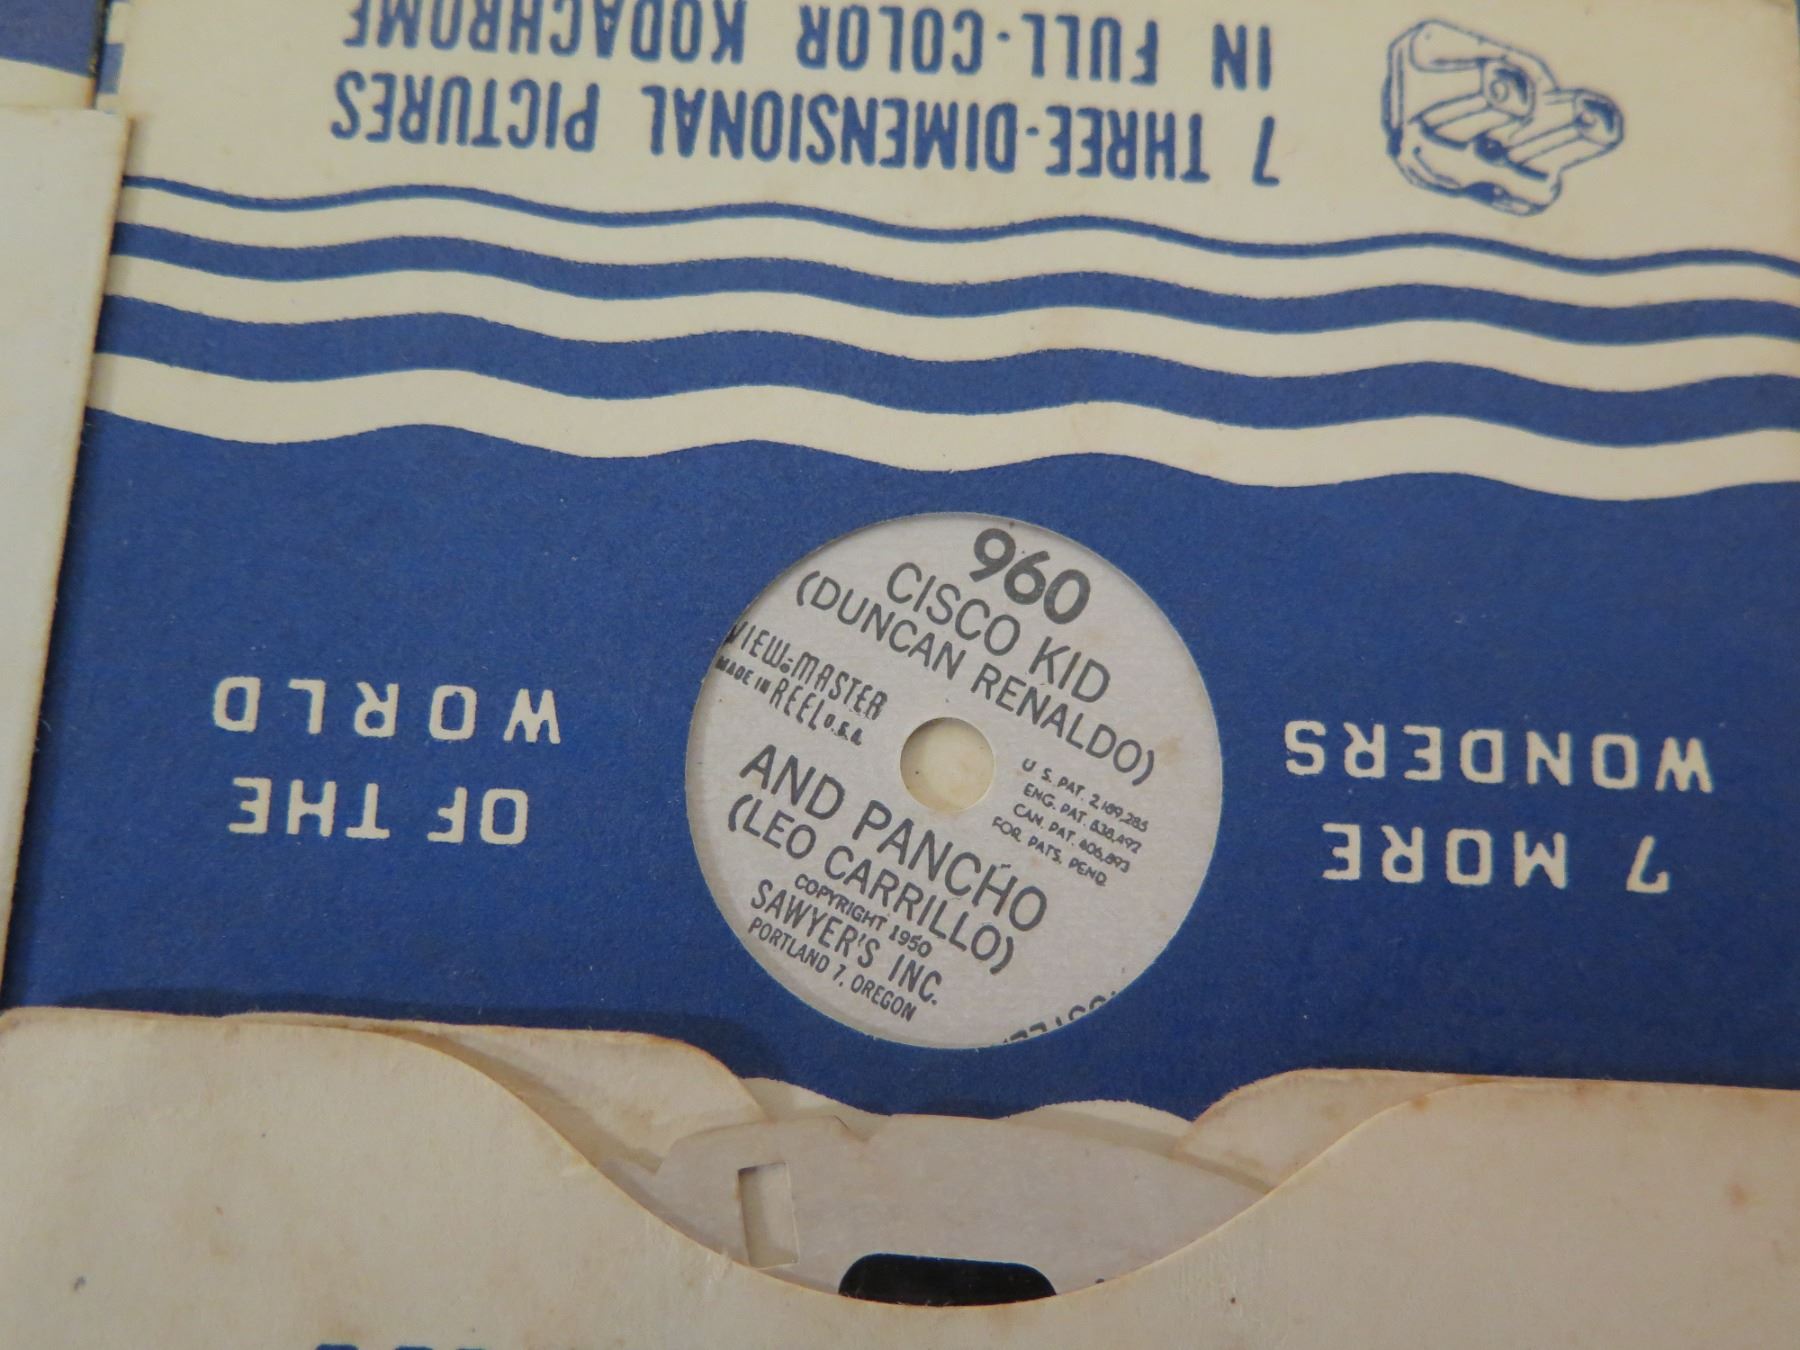 7 THREE-DIMENSIONAL PICTURES
IN FULL-COLOR KODACHROME
7 MORE
WONDERS
OF THE
WORLD
960
CISCO KID
(DUNCAN RENALDO)
VIEW-MASTER
MADE IN REEL U.S.A.
U.S. PAT. 2,189,285
ENG. PAT. 538,492
CAN. PAT. 406,893
FOR. PATS. PEND.
AND PANCHO
(LEO CARRILLO)
COPYRIGHT 1950
SAWYER'S INC.
PORTLAND 7, OREGON